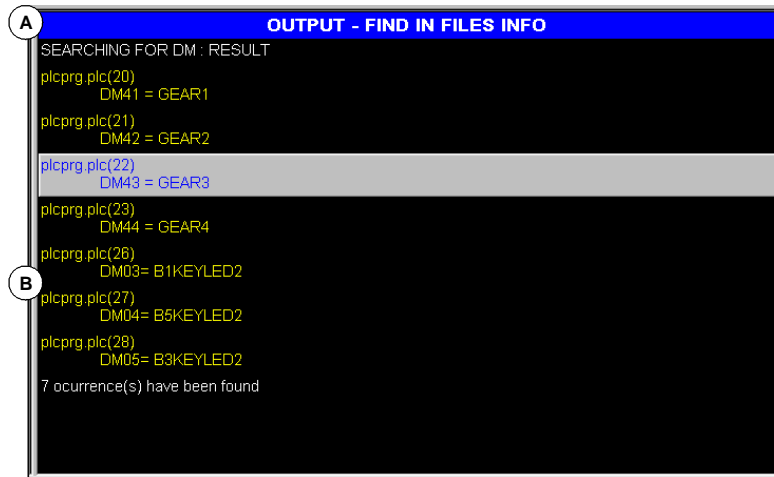 A
OUTPUT - FIND IN FILES INFO
SEARCHING FOR DM : RESULT
plcprg.plc(20)
DM41 = GEAR1
plcprg.plc(21)
DM42 = GEAR2
plcprg.plc(22)
DM43 = GEAR3
plcprg.plc(23)
DM44 = GEAR4
plcprg.plc(26)
DM03= B1KEYLED2
B
plcprg.plc(27)
DM04= B5KEYLED2
plcprg.plc(28)
DM05= B3KEYLED2
7 ocurrence(s) have been found